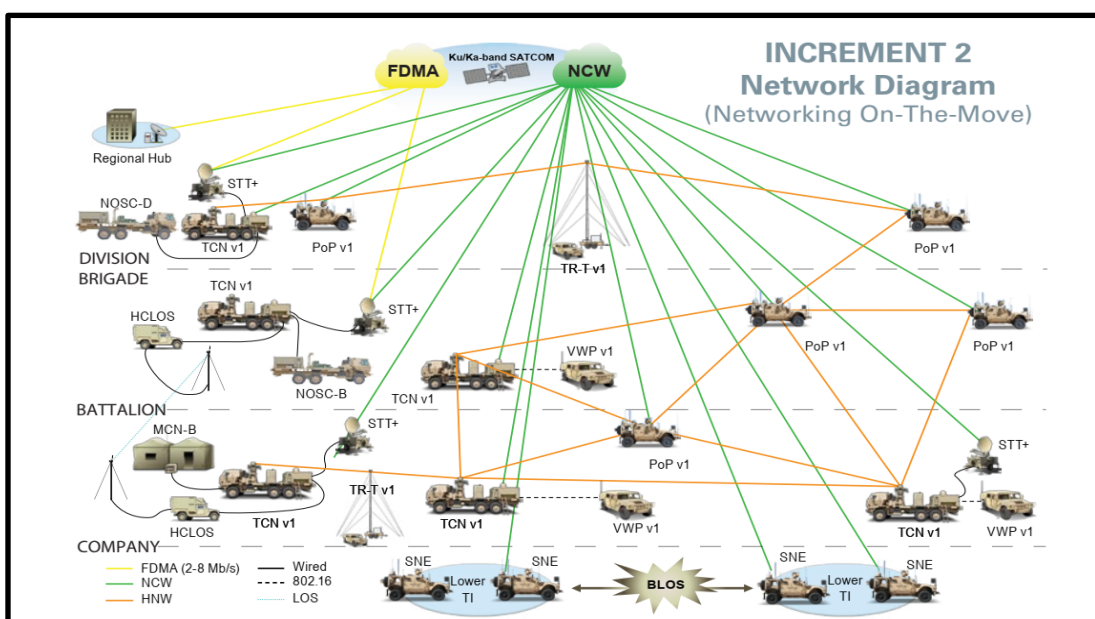 Ku/Ka-band SATCOM
FDMA
NCW
INCREMENT 2
Network Diagram
(Networking On-The-Move)
Regional Hub
STT+
NOSC-D
TCN v1
PoP v1
TR-T v1
PoP v1
DIVISION
BRIGADE
TCN v1
HCLOS
STT+
NOSC-B
VWP v1
TCN v1
PoP v1
PoP v1
BATTALION
MCN-B
STT+
PoP v1
STT+
TR-T v1
TCN v1
HCLOS
TCN v1
VWP v1
TCN v1
VWP v1
COMPANY
FDMA (2-8 Mb/s)
NCW
HNW
Wired
802.16
LOS
SNE
SNE
Lower
TI
BLOS
SNE
SNE
Lower
TI